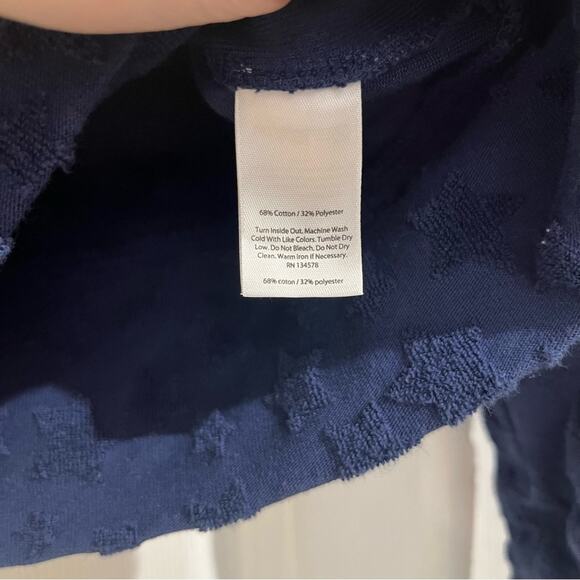 68% Cotton / 32% Polyester
Turn Inside Out. Machine Wash
Cold With Like Colors. Tumble Dry
Low. Do Not Bleach. Do Not Dry
Clean. Warm Iron if Necessary.
RN 134578
68% coton / 32% polyester